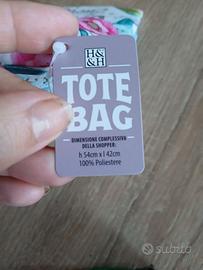 H&H
TOTE
BAG
DIMENSIONE COMPLESSIVA
DELLA SHOPPER:
h 54cm x l 42cm
100% Poliestere
subito